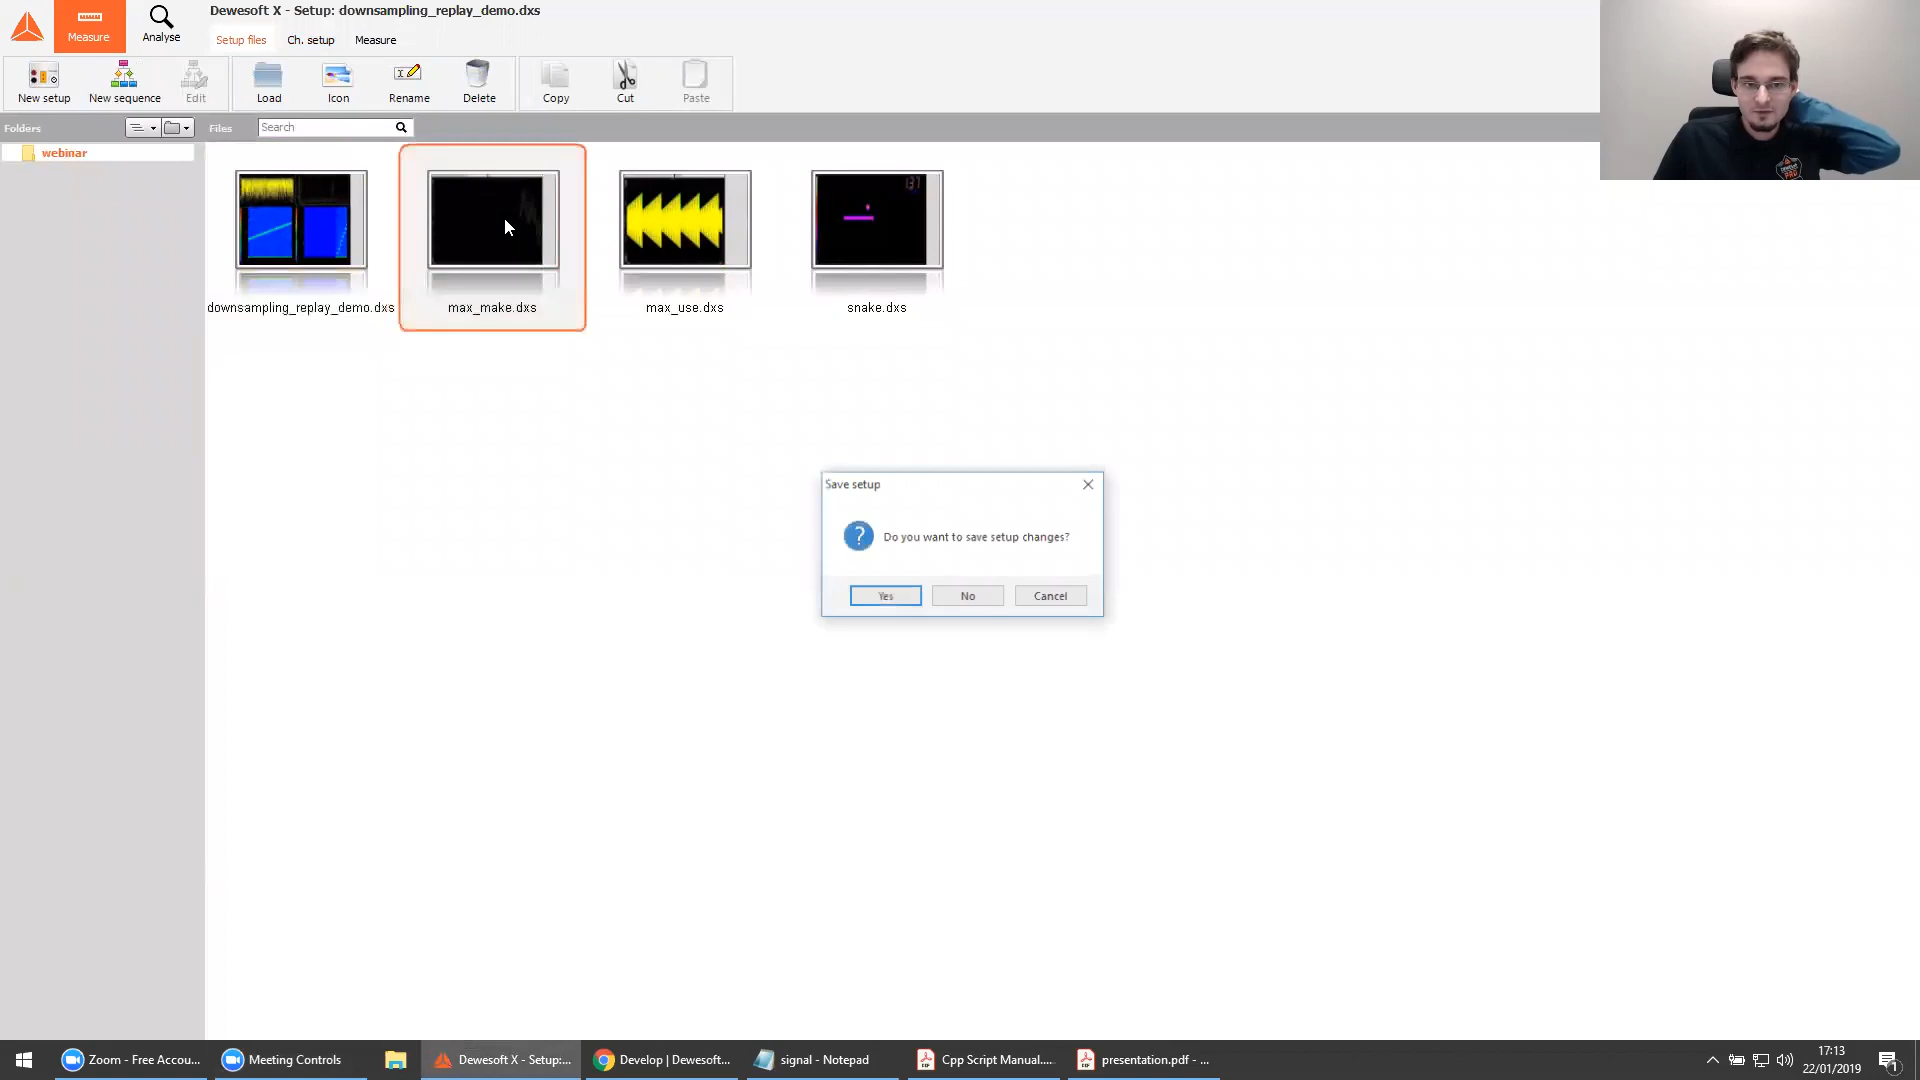 Dewesoft X - Setup: downsampling_replay_demo.dxs
Measure
Analyse
Setup files
Ch. setup
Measure
New setup
New sequence
Edit
Load
Icon
Rename
Delete
Copy
Cut
Paste
Folders
Files
Search
webinar
137
downsampling_replay_demo.dxs
max_make.dxs
max_use.dxs
snake.dxs
Save setup
Do you want to save setup changes?
Yes
No
Cancel
Zoom - Free Accou...
Meeting Controls
Dewesoft X - Setup:...
Develop | Dewesoft...
signal - Notepad
Cpp Script Manual....
presentation.pdf - ...
17:13
22/01/2019
1